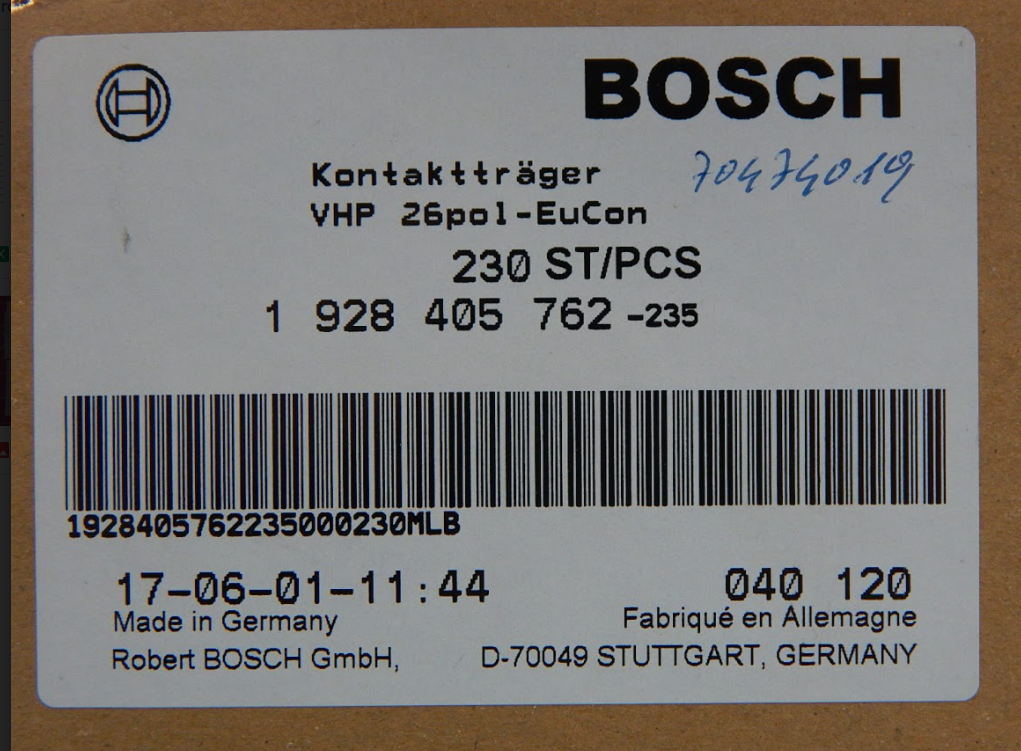 BOSCH
Kontaktträger
70474019
VHP 26pol-EuCon
230 ST/PCS
1 928 405 762 -235
1928405762235000230MLB
17-06-01-11:44
040 120
Made in Germany
Fabriqué en Allemagne
Robert BOSCH GmbH,
D-70049 STUTTGART, GERMANY